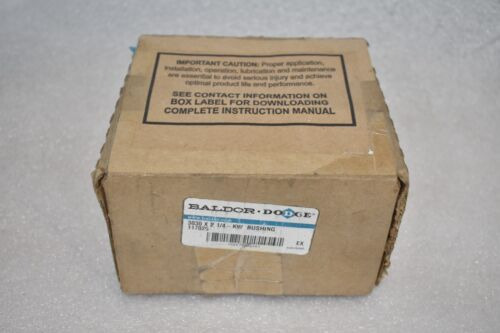 IMPORTANT CAUTION: Proper application,
installation, operation, lubrication and maintenance
are essential to avoid serious injury and achieve
optimal product life and performance.
SEE CONTACT INFORMATION ON
BOX LABEL FOR DOWNLOADING
COMPLETE INSTRUCTION MANUAL
BALDOR·DODGE
3030 X 2 1/4- KW BUSHING
117025 EX